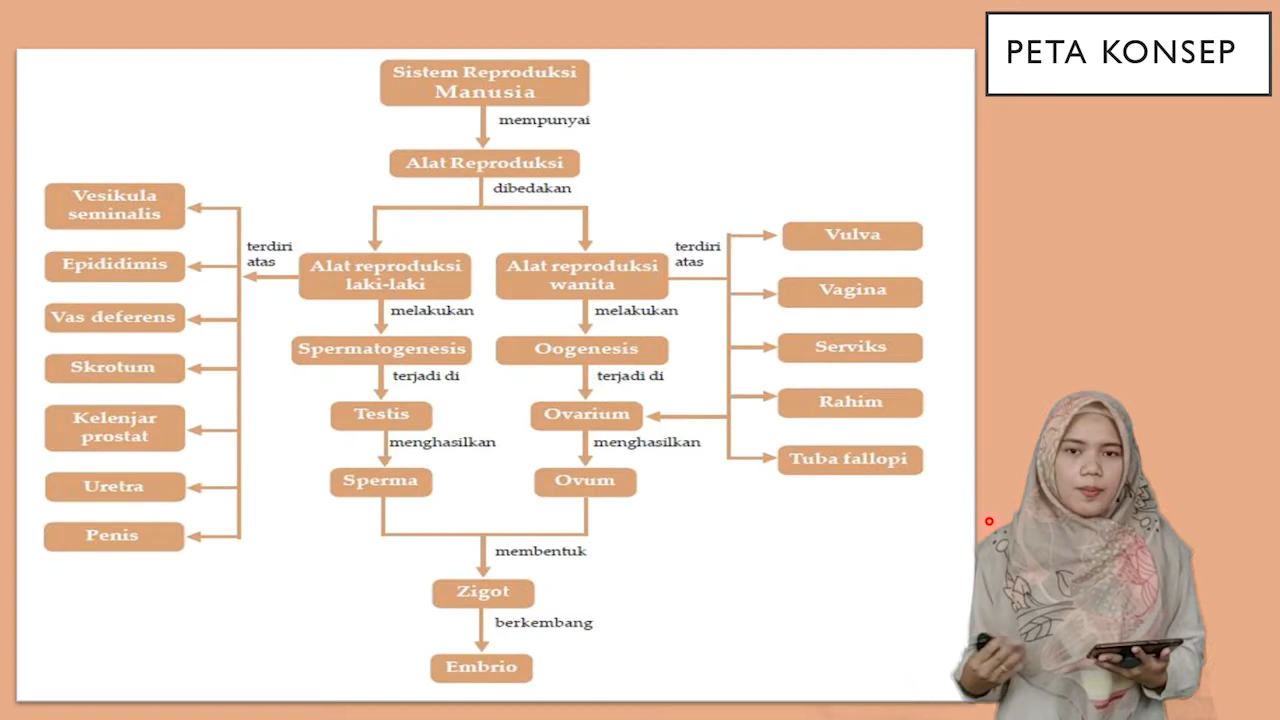 PETA KONSEP
Sistem Reproduksi
Manusia
mempunyai
Alat Reproduksi
dibedakan
Vesikula
seminalis
Epididimis
Vas deferens
Skrotum
Kelenjar
prostat
Uretra
Penis
terdiri
atas
Alat reproduksi
laki-laki
melakukan
Spermatogenesis
terjadi di
Testis
menghasilkan
Sperma
Alat reproduksi
wanita
melakukan
Oogenesis
terjadi di
Ovarium
menghasilkan
Ovum
terdiri
atas
Vulva
Vagina
Serviks
Rahim
Tuba fallopi
membentuk
Zigot
berkembang
Embrio